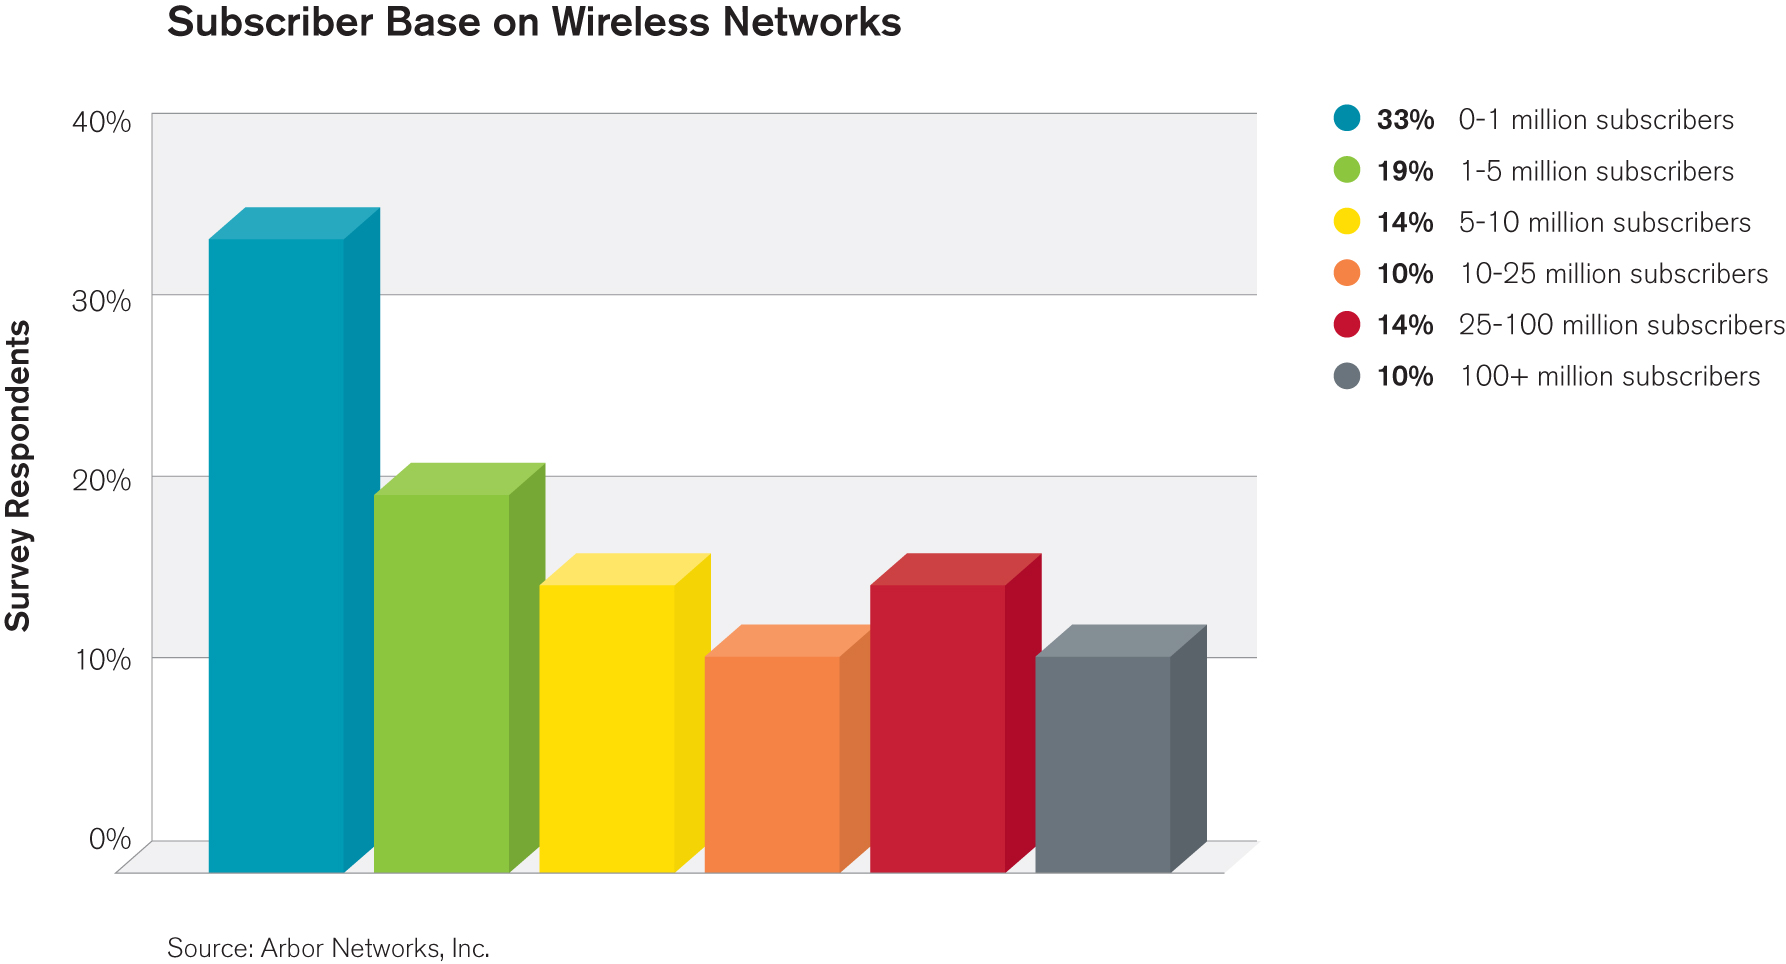 Subscriber Base on Wireless Networks
Survey Respondents
40%
30%
20%
10%
0%
33% 0-1 million subscribers
19% 1-5 million subscribers
14% 5-10 million subscribers
10% 10-25 million subscribers
14% 25-100 million subscribers
10% 100+ million subscribers
Source: Arbor Networks, Inc.